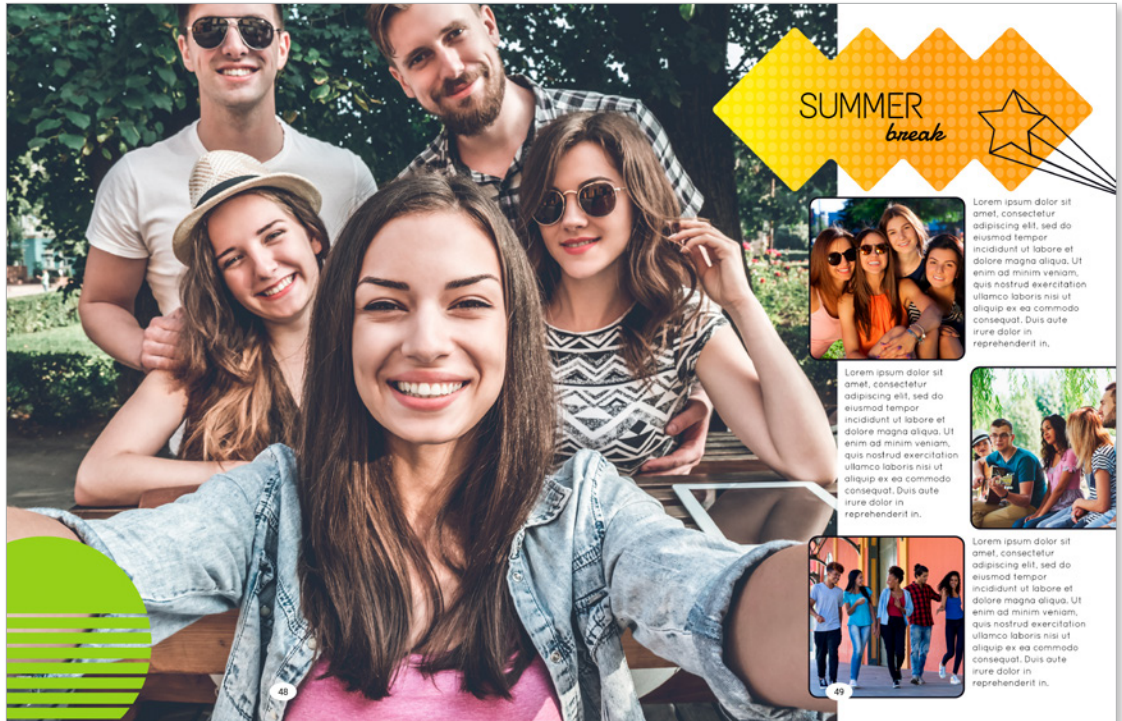 SUMMER
break
Lorem ipsum dolor sit
amet, consectetur
adipiscing elit, sed do
eiusmod tempor
incididunt ut labore et
dolore magna aliqua. Ut
enim ad minim veniam,
quis nostrud exercitation
ullamco laboris nisi ut
aliquip ex ea commodo
consequat. Duis aute
irure dolor in
reprehenderit in.
Lorem ipsum dolor sit
amet, consectetur
adipiscing elit, sed do
eiusmod tempor
incididunt ut labore et
dolore magna aliqua. Ut
enim ad minim veniam,
quis nostrud exercitation
ullamco laboris nisi ut
aliquip ex ea commodo
consequat. Duis aute
irure dolor in
reprehenderit in.
Lorem ipsum dolor sit
amet, consectetur
adipiscing elit, sed do
eiusmod tempor
incididunt ut labore et
dolore magna aliqua. Ut
enim ad minim veniam,
quis nostrud exercitation
ullamco laboris nisi ut
aliquip ex ea commodo
consequat. Duis aute
irure dolor in
reprehenderit in.
48
49